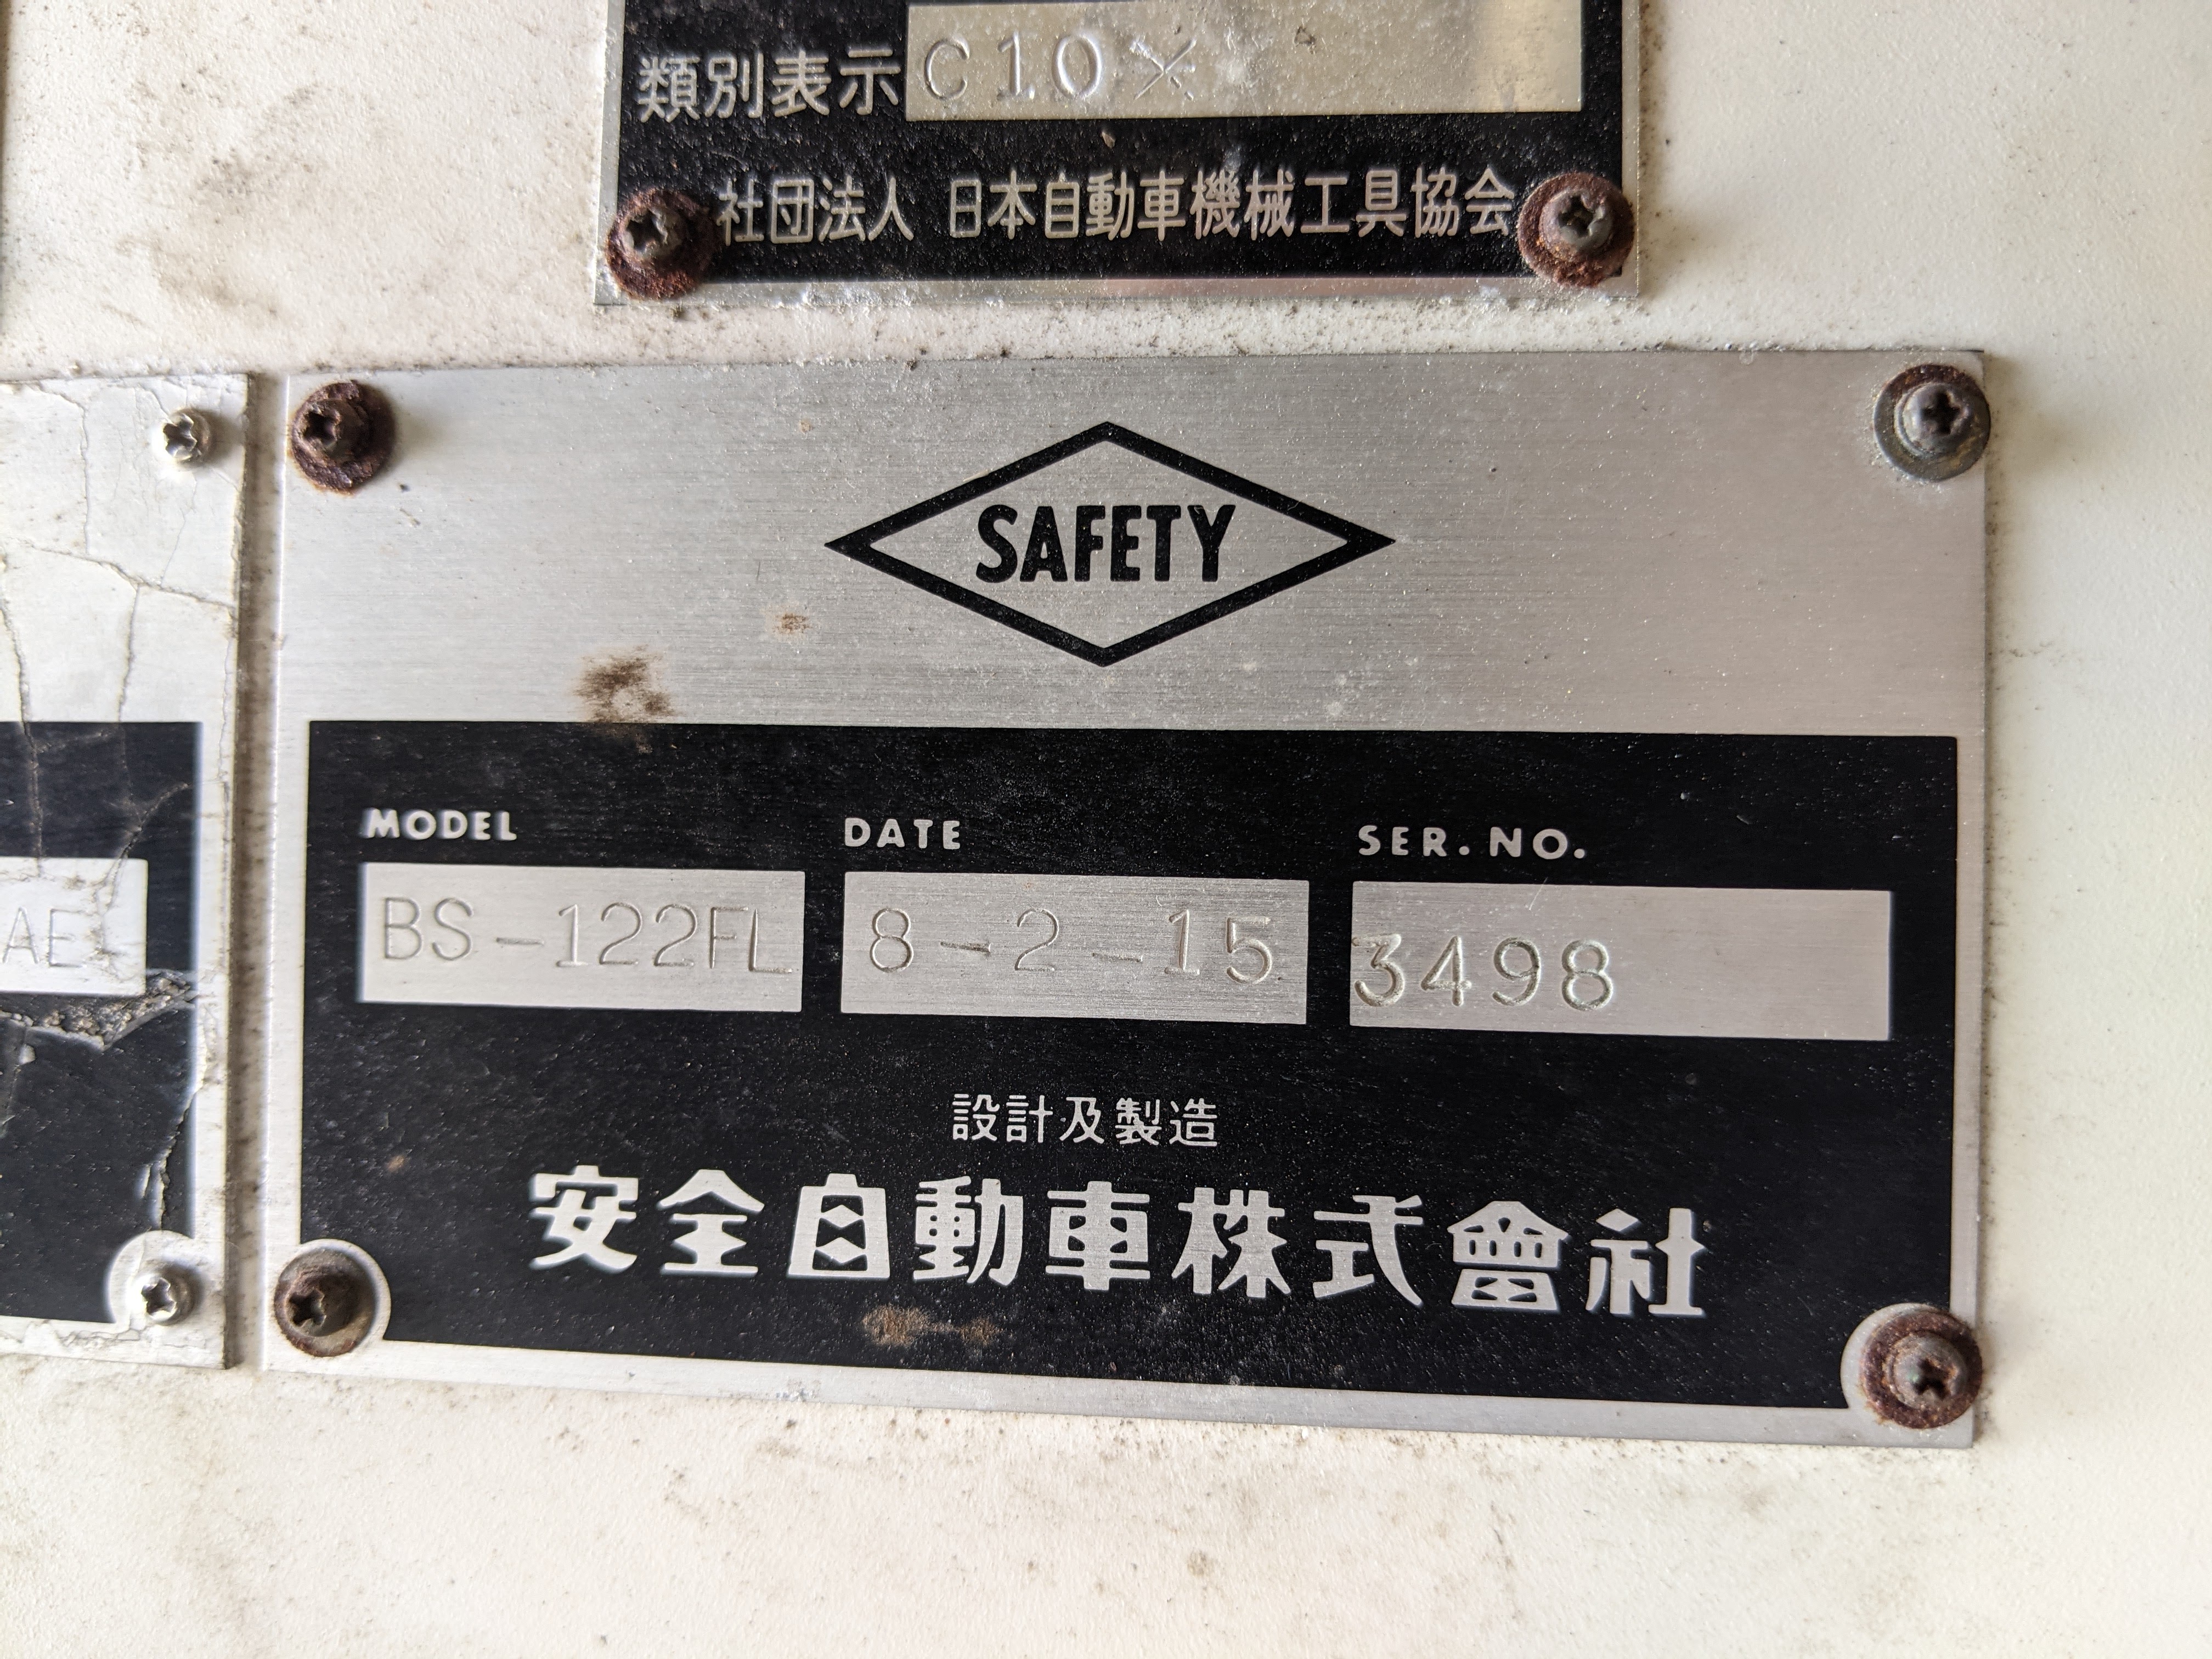 類別表示 C10X
社団法人 日本自動車機械工具協会
SAFETY
MODEL DATE SER.NO.
BS-122FL 8-2-15 3498
AE
設計及製造
安全自動車株式會社